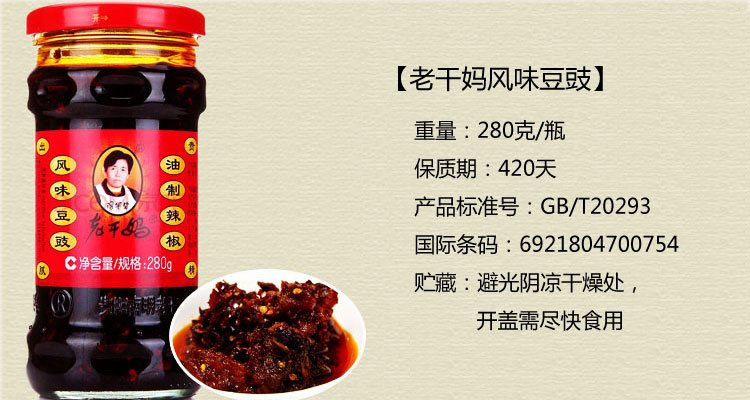 开
【老干妈风味豆豉】
重量：280克/瓶
保质期：420天
产品标准号：GB/T20293
国际条码：6921804700754
贮藏：避光阴凉干燥处，
开盖需尽快食用
风味豆豉
油制辣椒
老干妈
净含量/规格:280g